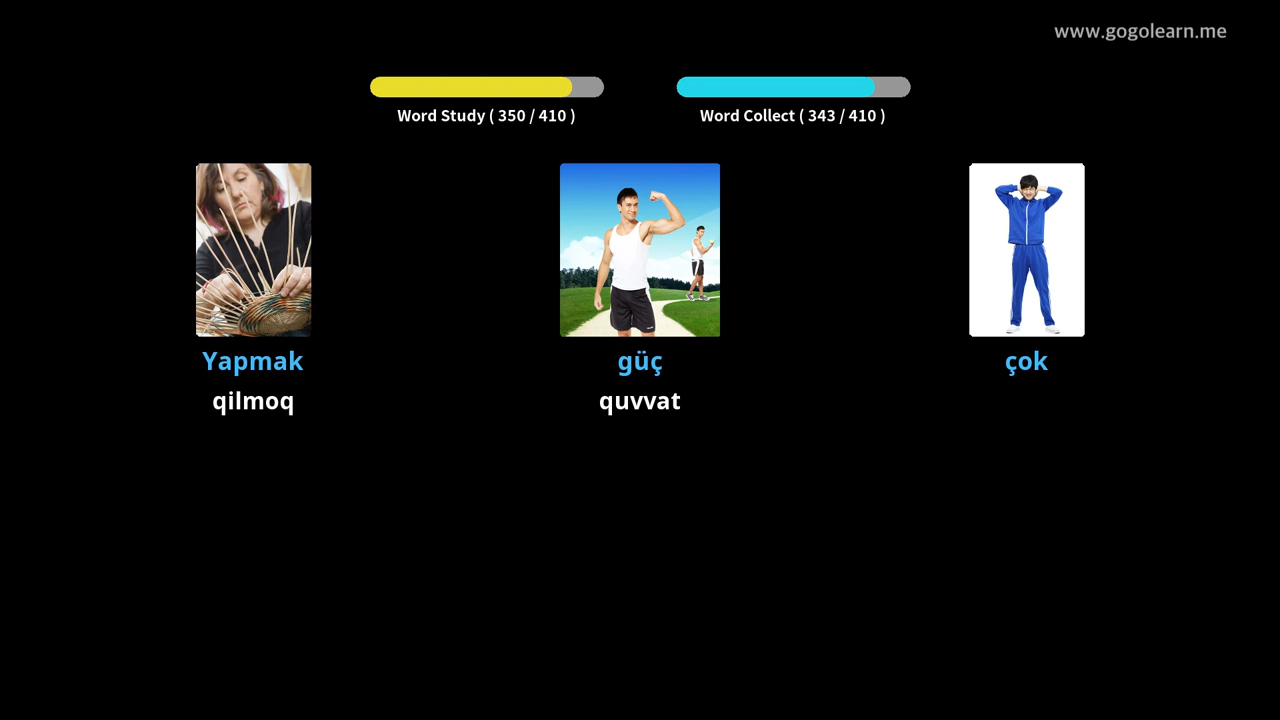 www.gogolearn.me
Word Study ( 350 / 410 )
Word Collect ( 343 / 410 )
Yapmak
güç
çok
qilmoq
quvvat